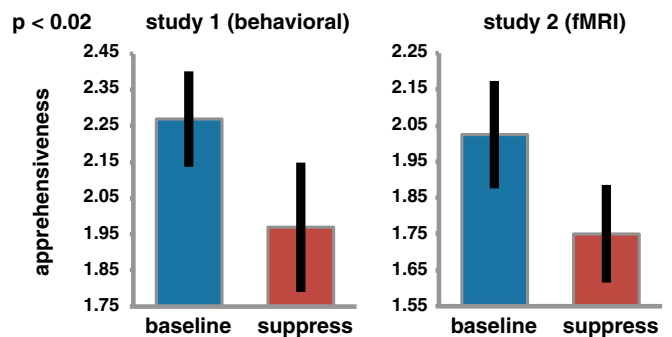 p < 0.02
study 1 (behavioral)
study 2 (fMRI)
apprehensiveness
2.45
2.35
2.25
2.15
2.05
1.95
1.85
1.75
baseline suppress
2.25
2.15
2.05
1.95
1.85
1.75
1.65
1.55
baseline suppress